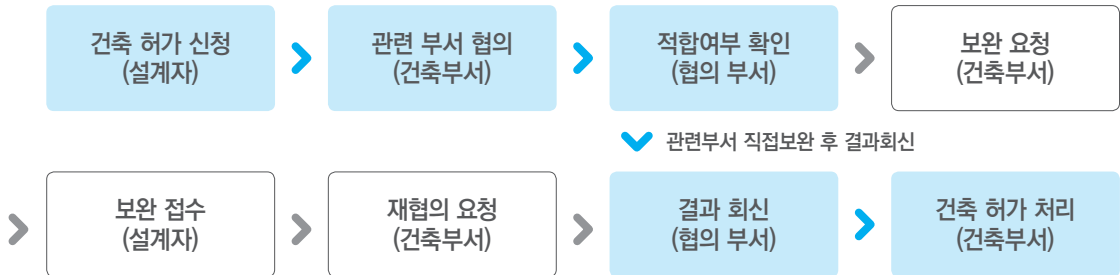 건축 허가 신청
(설계자)
관련 부서 협의
(건축부서)
적합여부 확인
(협의 부서)
보완 요청
(건축부서)
관련부서 직접보완 후 결과회신
보완 접수
(설계자)
재협의 요청
(건축부서)
결과 회신
(협의 부서)
건축 허가 처리
(건축부서)